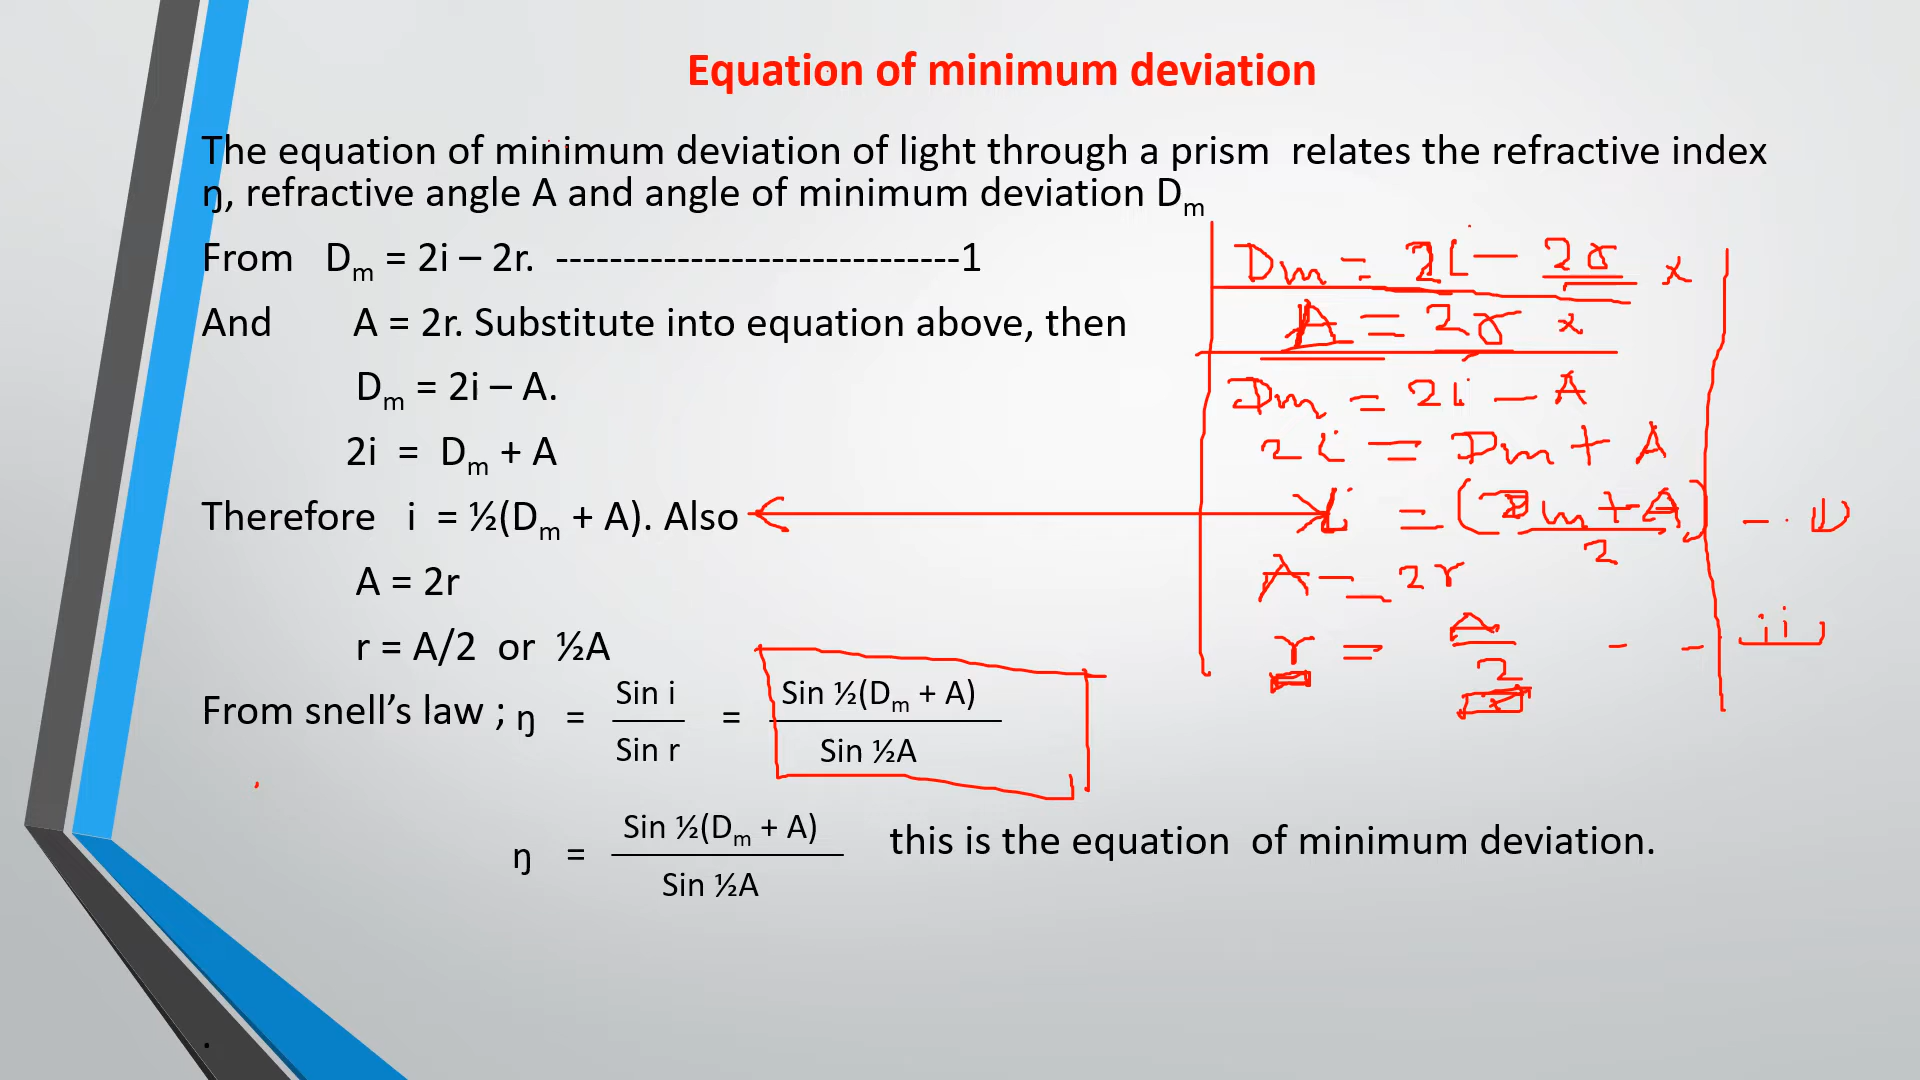 Equation of minimum deviation
The equation of minimum deviation of light through a prism relates the refractive index
ŋ, refractive angle A and angle of minimum deviation Dm
From Dm = 2i – 2r. ------------------------------1
And A = 2r. Substitute into equation above, then
Dm = 2i – A.
2i = Dm + A
Therefore i = ½(Dm + A). Also
A = 2r
r = A/2 or ½A
From snell’s law ; ŋ = Sin i / Sin r = Sin ½(Dm + A) / Sin ½A
ŋ = Sin ½(Dm + A) / Sin ½A this is the equation of minimum deviation.
Dm = 2i – 2r x
A = 2r x
Dm = 2i – A
2i = Dm + A
i = (Dm + A) / 2
A = 2r
r = A / 2 - - ii